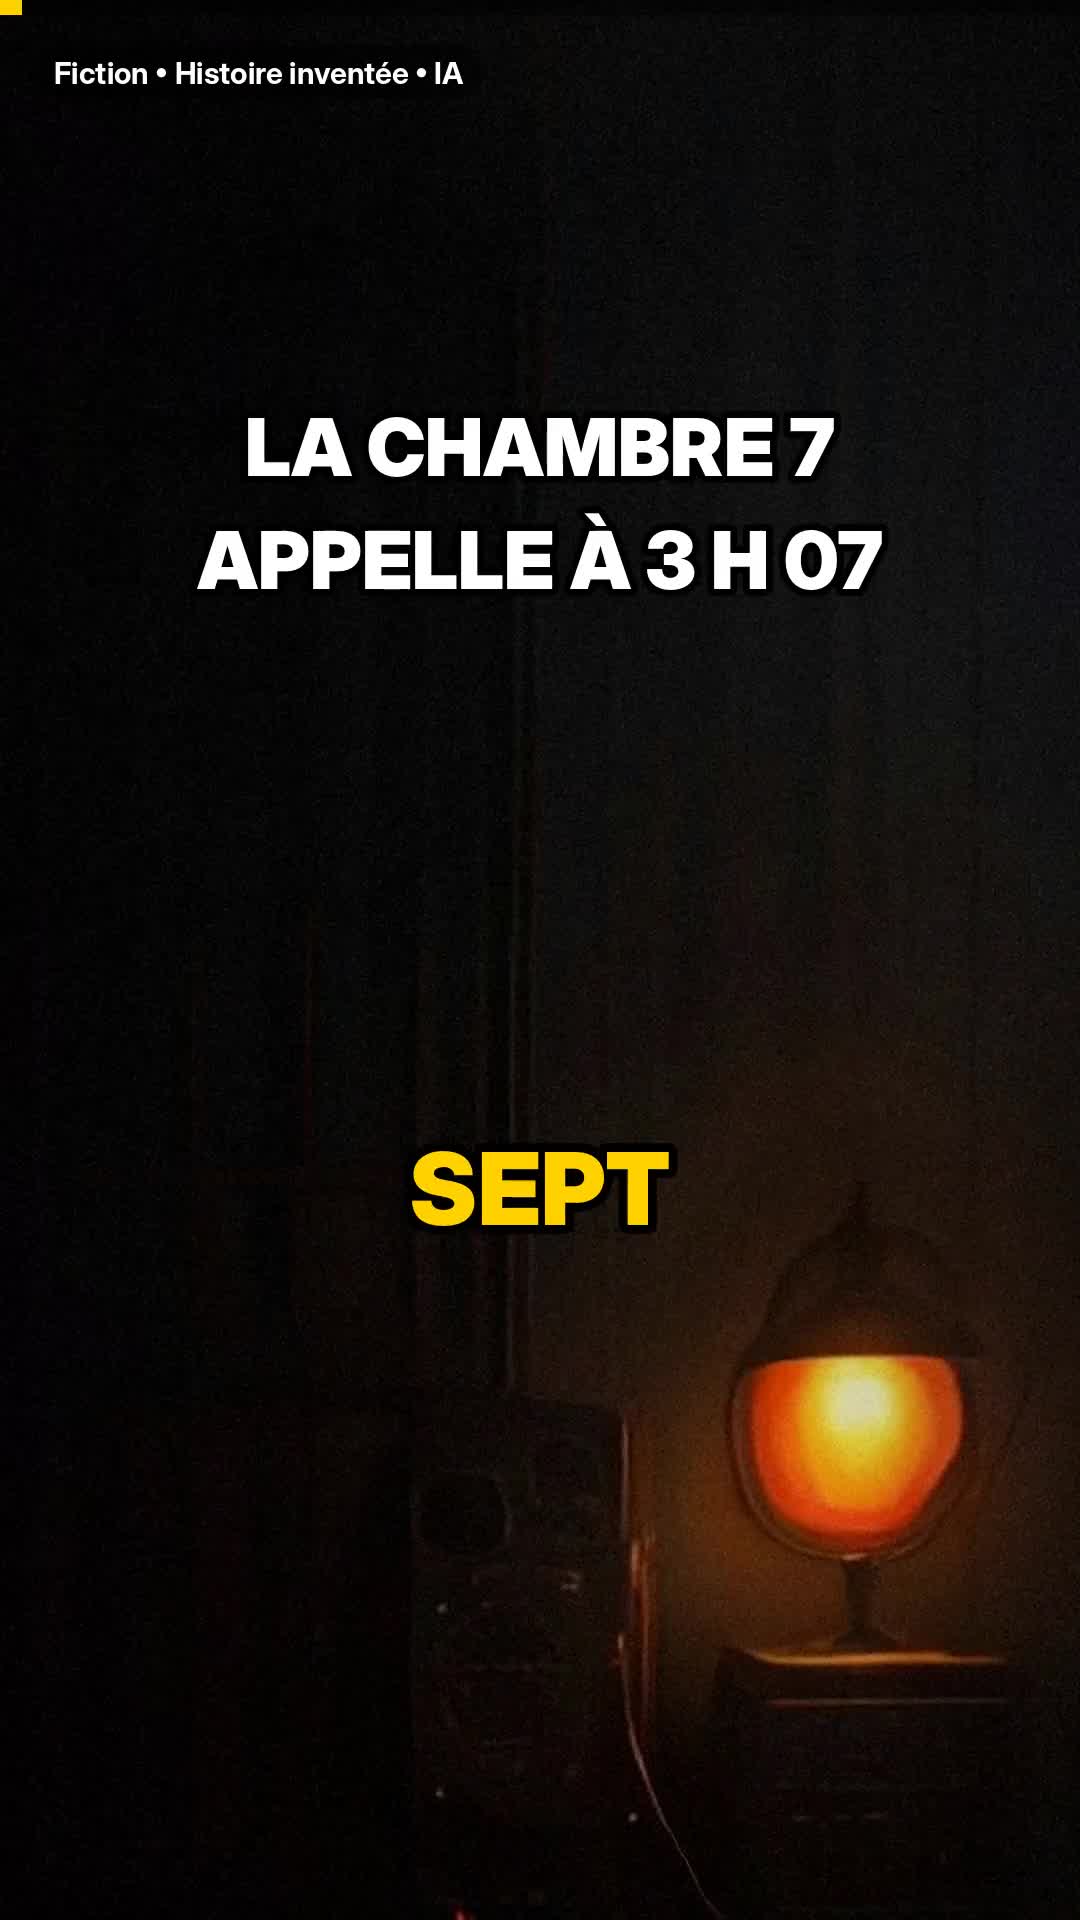 Fiction • Histoire inventée • IA
LA CHAMBRE 7
APPELLE À 3 H 07
SEPT